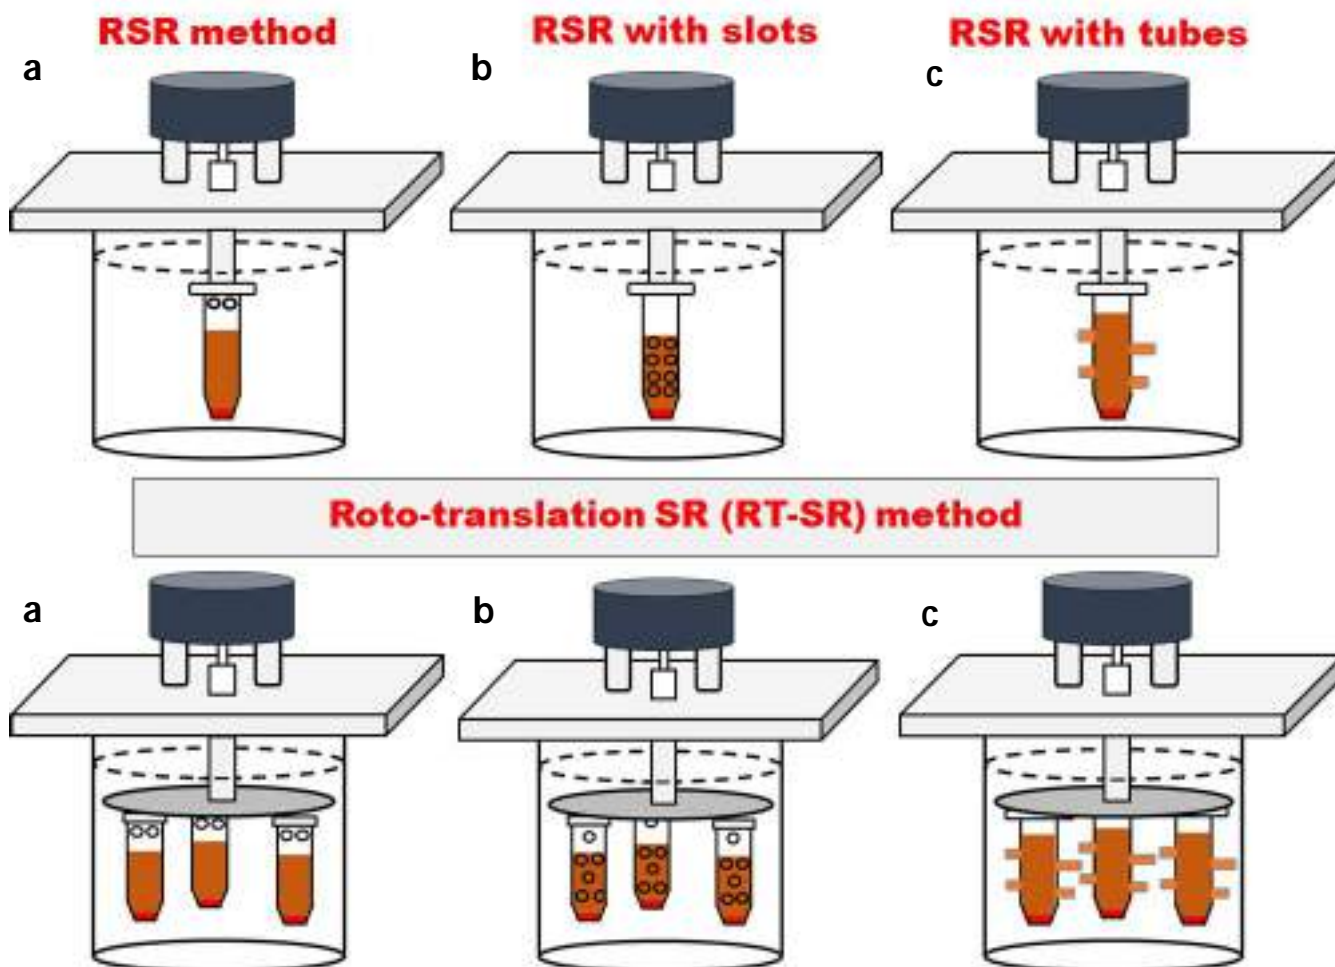 RSR method
RSR with slots
RSR with tubes
a
b
c
Roto-translation SR (RT-SR) method
a
b
c